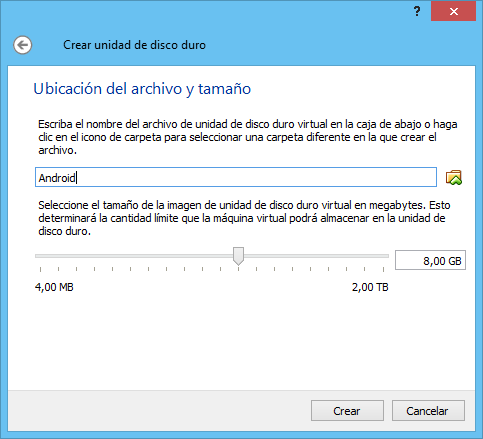 ?
Crear unidad de disco duro
Ubicación del archivo y tamaño
Escriba el nombre del archivo de unidad de disco duro virtual en la caja de abajo o haga
clic en el icono de carpeta para seleccionar una carpeta diferente en la que crear el
archivo.
Android
Seleccione el tamaño de la imagen de unidad de disco duro virtual en megabytes. Esto
determinará la cantidad límite que la máquina virtual podrá almacenar en la unidad de
disco duro.
8,00 GB
4,00 MB 2,00 TB
Crear Cancelar